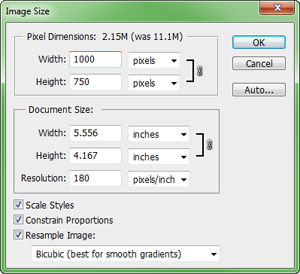 Image Size
Pixel Dimensions: 2.15M (was 11.1M)
Width: 1000 pixels
Height: 750 pixels
OK
Cancel
Auto...
Document Size:
Width: 5.556 inches
Height: 4.167 inches
Resolution: 180 pixels/inch
Scale Styles
Constrain Proportions
Resample Image:
Bicubic (best for smooth gradients)